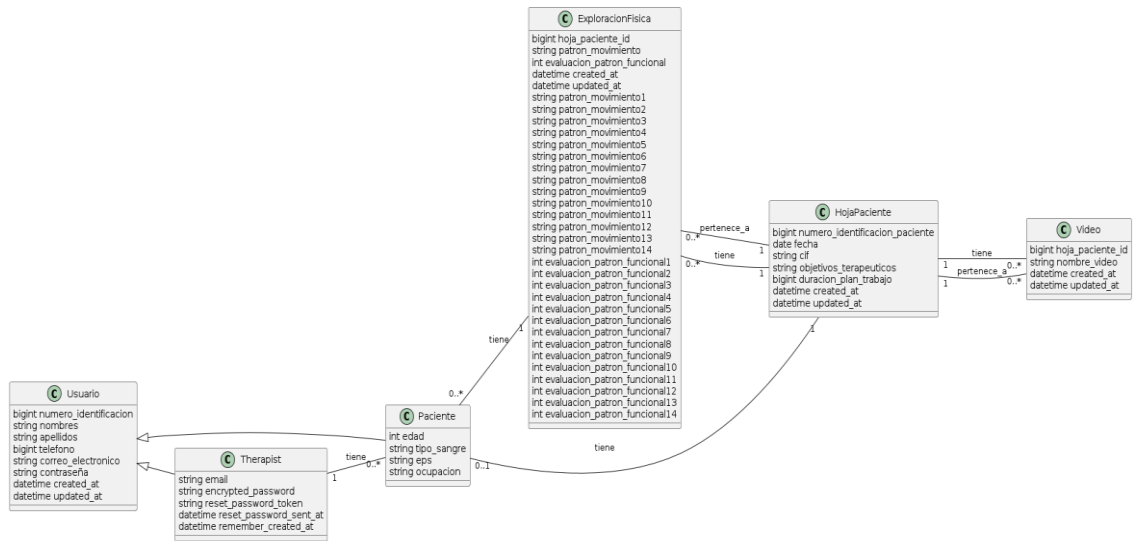 C ExploracionFisica
bigint hoja_paciente_id
string patron_movimiento
int evaluacion_patron_funcional
datetime created_at
datetime updated_at
string patron_movimiento1
string patron_movimiento2
string patron_movimiento3
string patron_movimiento4
string patron_movimiento5
string patron_movimiento6
string patron_movimiento7
string patron_movimiento8
string patron_movimiento9
string patron_movimiento10
string patron_movimiento11
string patron_movimiento12
string patron_movimiento13
string patron_movimiento14
int evaluacion_patron_funcional1
int evaluacion_patron_funcional2
int evaluacion_patron_funcional3
int evaluacion_patron_funcional4
int evaluacion_patron_funcional5
int evaluacion_patron_funcional6
int evaluacion_patron_funcional7
int evaluacion_patron_funcional8
int evaluacion_patron_funcional9
int evaluacion_patron_funcional10
int evaluacion_patron_funcional11
int evaluacion_patron_funcional12
int evaluacion_patron_funcional13
int evaluacion_patron_funcional14
pertenece_a
0..*
1
tiene
0..*
1
C HojaPaciente
bigint numero_identificacion_paciente
date fecha
string cif
string objetivos_terapeuticos
bigint duracion_plan_trabajo
datetime created_at
datetime updated_at
tiene
1
0..*
pertenece_a
1
0..*
C Video
bigint hoja_paciente_id
string nombre_video
datetime created_at
datetime updated_at
1
tiene
0..*
1
tiene
0..1
C Usuario
bigint numero_identificacion
string nombres
string apellidos
bigint telefono
string correo_electronico
string contraseña
datetime created_at
datetime updated_at
C Therapist
string email
string encrypted_password
string reset_password_token
datetime reset_password_sent_at
datetime remember_created_at
tiene
0..*
1
C Paciente
int edad
string tipo_sangre
string eps
string ocupacion